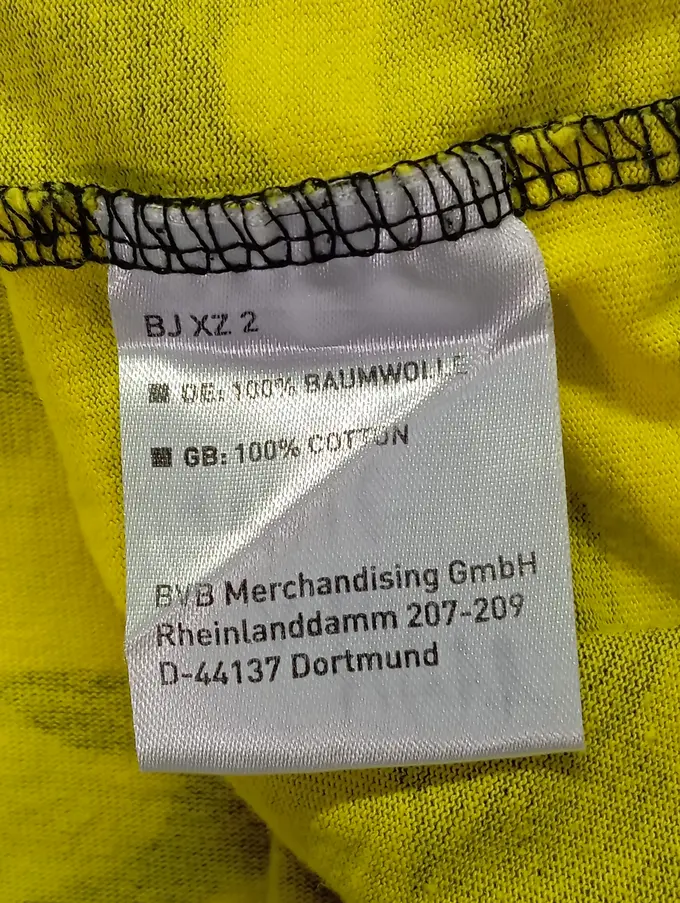 BJ XZ 2
DE: 100% BAUMWOLLE
GB: 100% COTTON
BVB Merchandising GmbH
Rheinlanddamm 207-209
D-44137 Dortmund